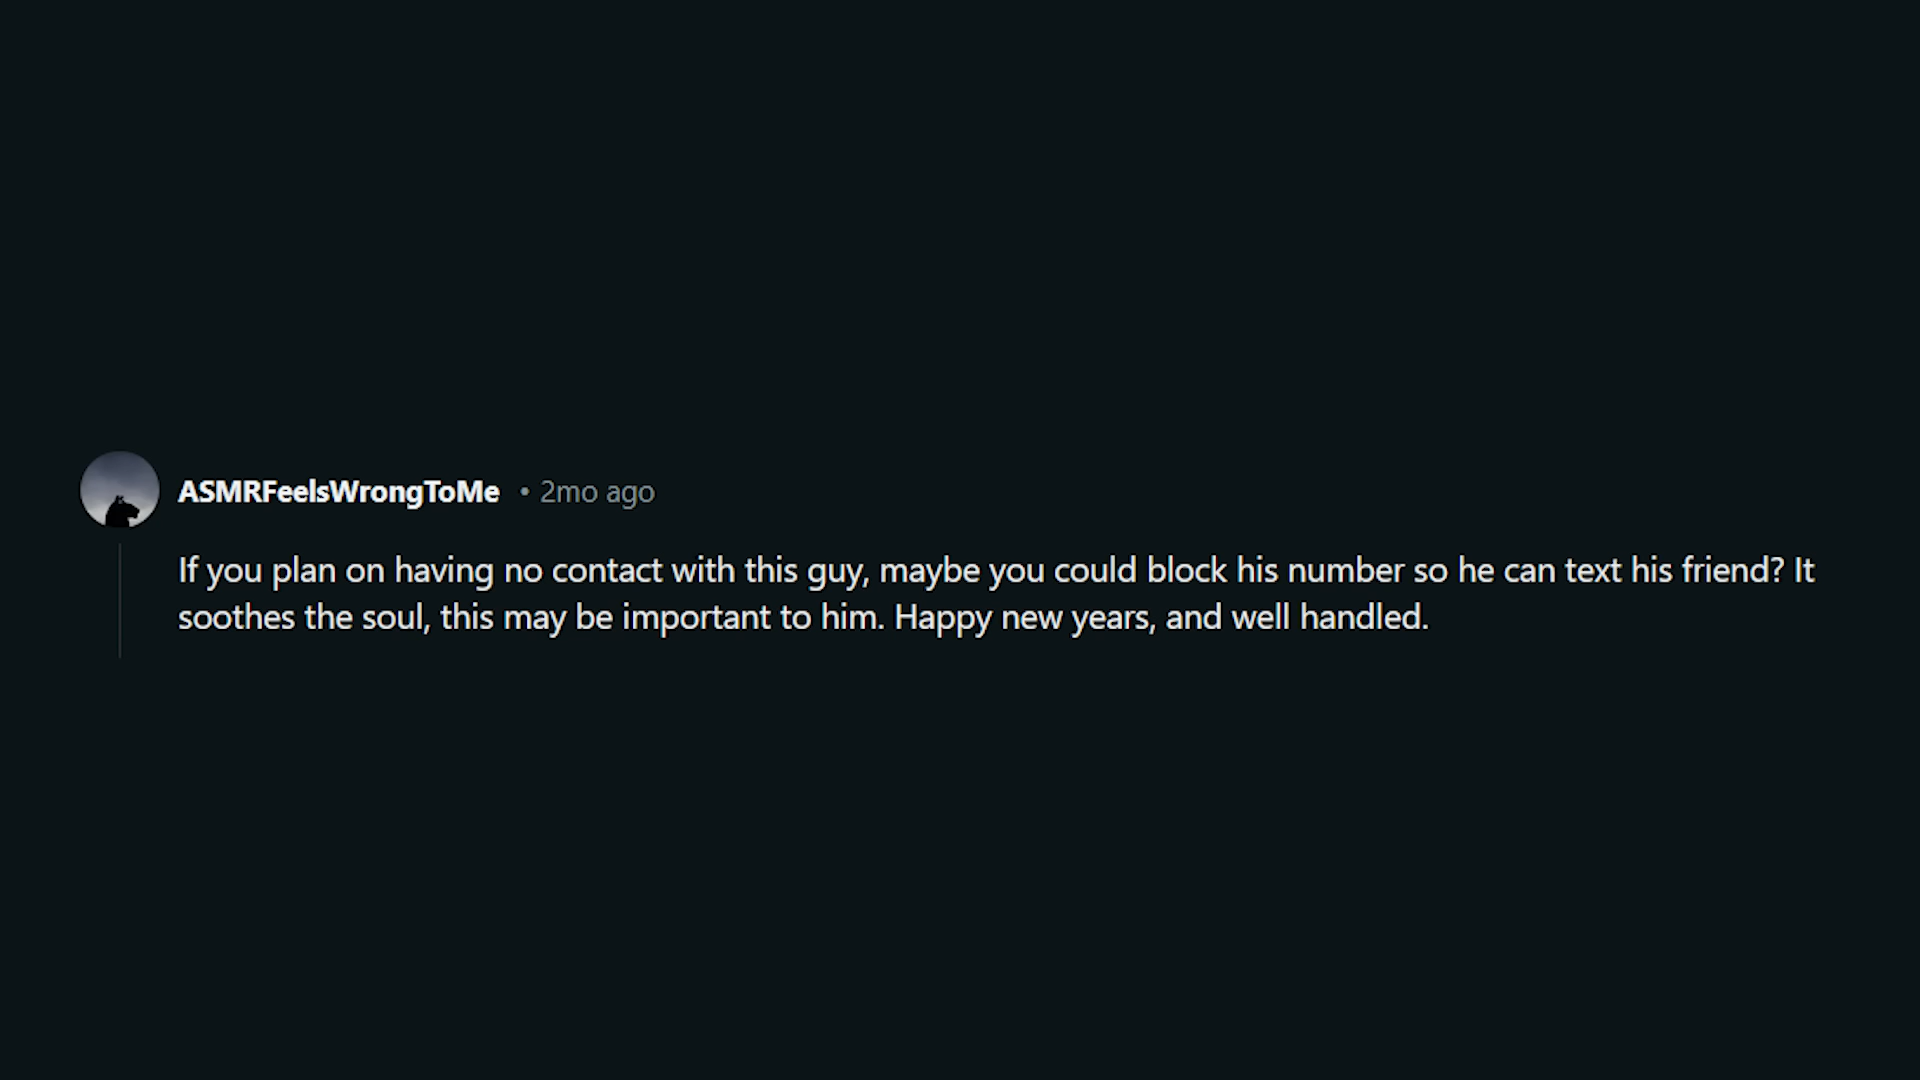 ASMRFeelsWrongToMe • 2mo ago
If you plan on having no contact with this guy, maybe you could block his number so he can text his friend? It
soothes the soul, this may be important to him. Happy new years, and well handled.